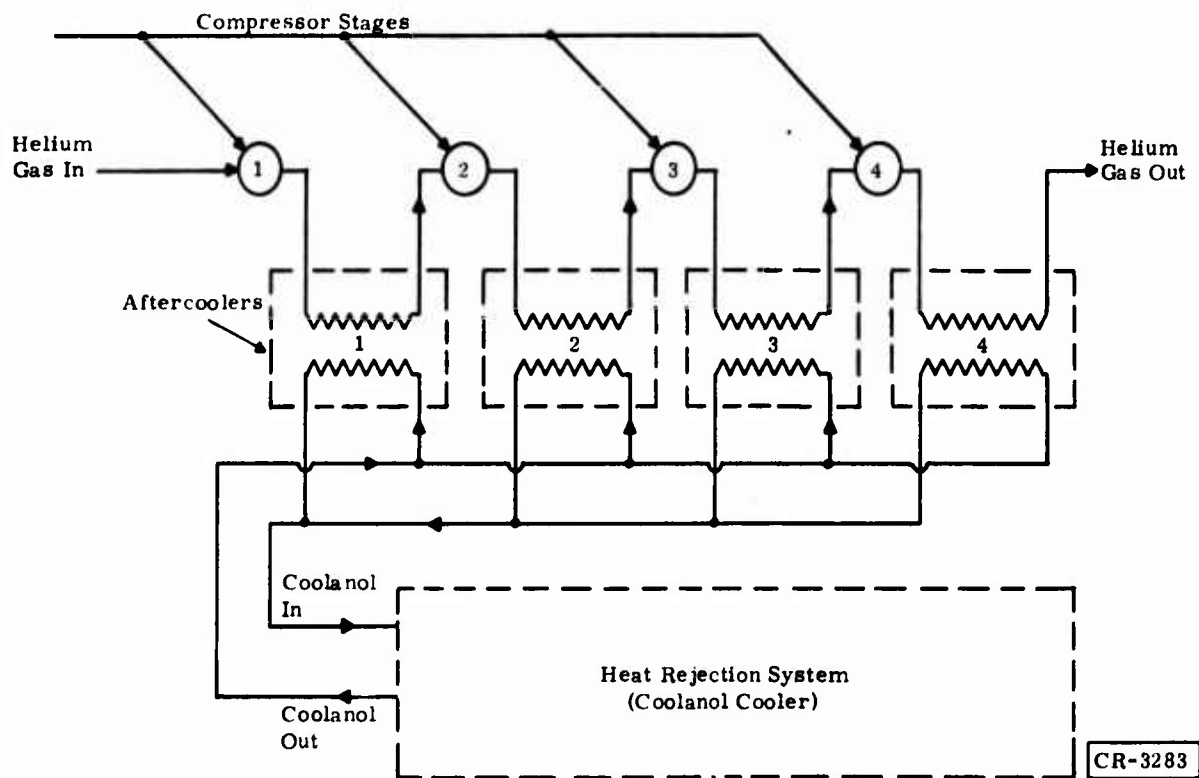 Compressor Stages
Helium
Gas In
1
2
3
4
Helium
Gas Out
Aftercoolers
1
2
3
4
Coolanol
In
Coolanol
Out
Heat Rejection System
(Coolanol Cooler)
CR-3283